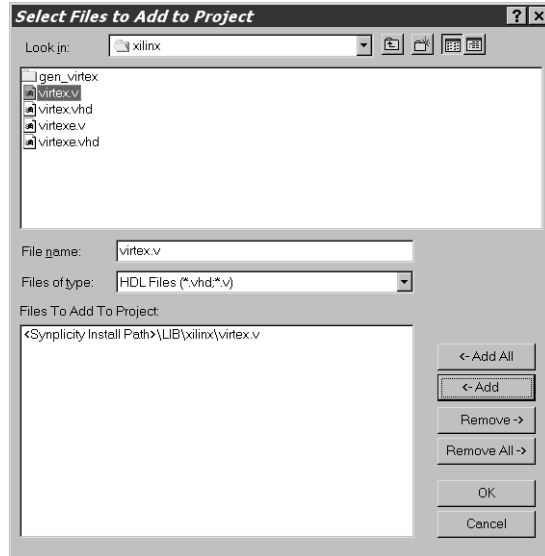 Select Files to Add to Project
Look in:
xilinx
gen_virtex
virtex.v
virtex.vhd
virtexe.v
virtexe.vhd
File name:
virtex.v
Files of type:
HDL Files (*.vhd;*.v)
Files To Add To Project:
<Synplicity Install Path>\LIB\xilinx\virtex.v
<- Add All
<- Add
Remove ->
Remove All ->
OK
Cancel